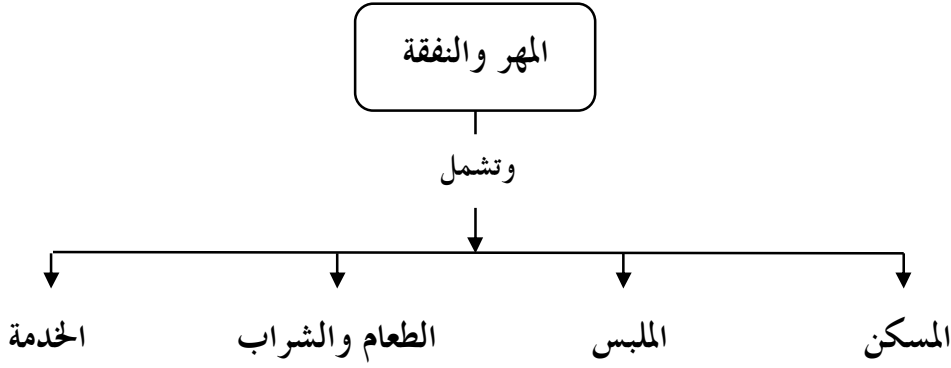 المهر والنفقة
وتشمل
المسكن الملبس الطعام والشراب الخدمة